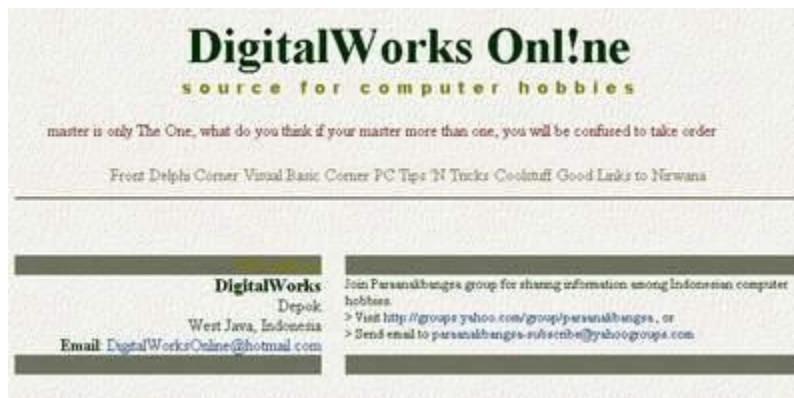 DigitalWorks Onl!ne
source for computer hobbies
master is only The One, what do you think if your master more than one, you will be confused to take order
Front Delphi Corner Visual Basic Corner PC Tips 'N Tricks Coolstuff Good Links to Nirwana
DigitalWorks
Depok
West Java, Indonesia
Email: DigitalWorksOnline@hotmail.com
Join Paraanakbangsa group for sharing information among Indonesian computer
hobbies.
> Visit http://groups.yahoo.com/group/paraanakbangsa , or
> Send email to paraanakbangsa-subscribe@yahoogroups.com